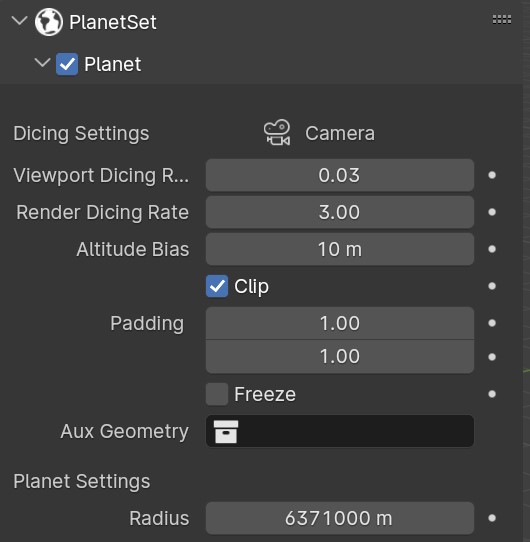 PlanetSet
Planet
Dicing Settings Camera
Viewport Dicing R... 0.03
Render Dicing Rate 3.00
Altitude Bias 10 m
Clip
Padding 1.00
1.00
Freeze
Aux Geometry
Planet Settings
Radius 6371000 m